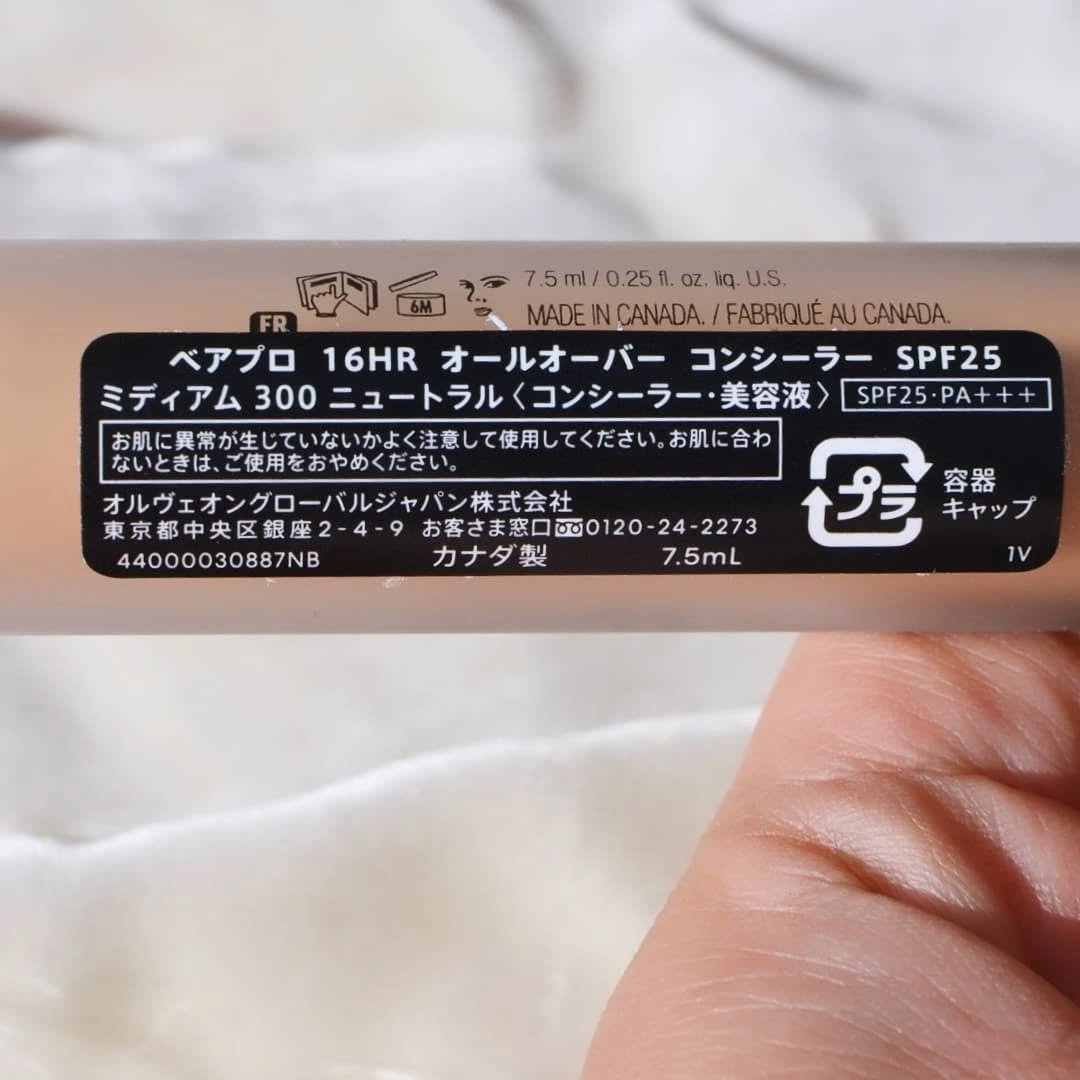 7.5 ml / 0.25 fl. oz. liq. U.S.
6M
MADE IN CANADA. / FABRIQUÉ AU CANADA.
FR
ベアプロ 16HR オールオーバー コンシーラー SPF25
ミディアム 300 ニュートラル〈コンシーラー・美容液〉 SPF25・PA+++
お肌に異常が生じていないかよく注意して使用してください。お肌に合わ
ないときは、ご使用をおやめください。
プラ
容器
キャップ
オルヴェオングローバルジャパン株式会社
東京都中央区銀座2-4-9 お客さま窓口 0120-24-2273
44000030887NB カナダ製 7.5mL
1V